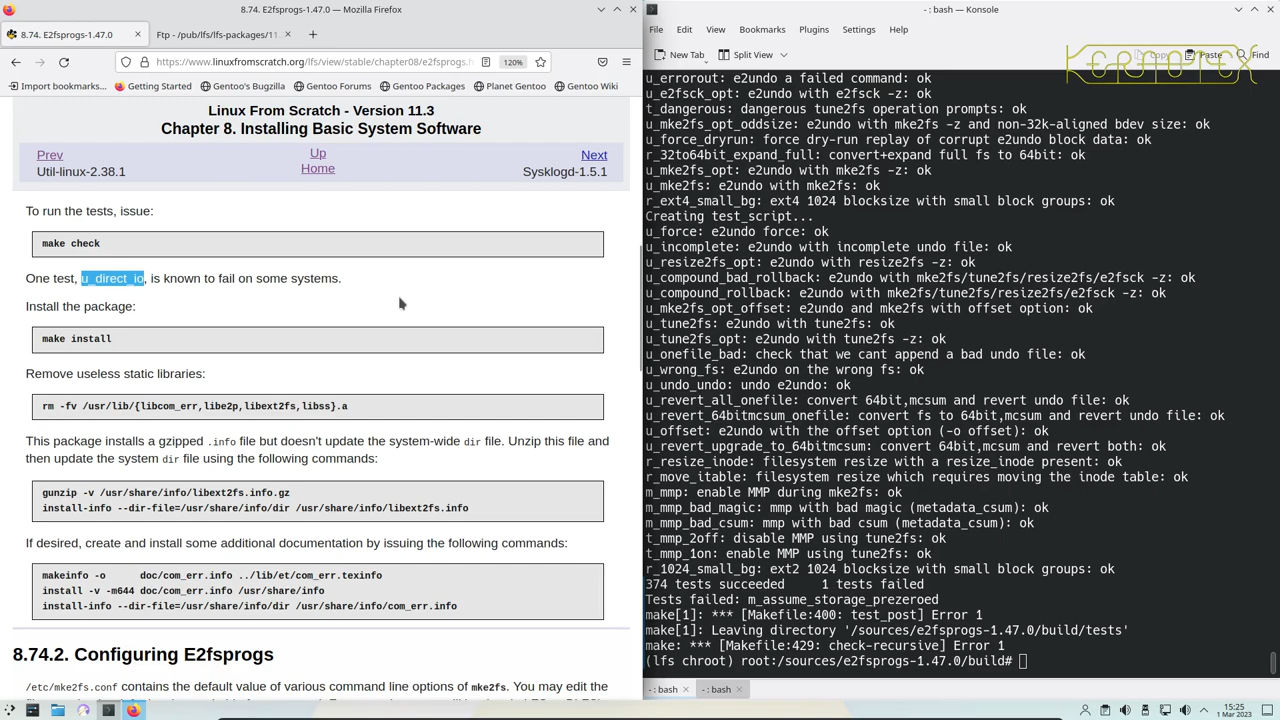 8.74. E2fsprogs-1.47.0 — Mozilla Firefox
8.74. E2fsprogs-1.47.0
Ftp - /pub/lfs/lfs-packages/11.
https://www.linuxfromscratch.org/lfs/view/stable/chapter08/e2fsprogs.h
120%
Import bookmarks...
Getting Started
Gentoo's Bugzilla
Gentoo Forums
Gentoo Packages
Planet Gentoo
Gentoo Wiki
Linux From Scratch - Version 11.3
Chapter 8. Installing Basic System Software
Prev
Up
Next
Util-linux-2.38.1
Home
Sysklogd-1.5.1
To run the tests, issue:
make check
One test, u_direct_io, is known to fail on some systems.
Install the package:
make install
Remove useless static libraries:
rm -fv /usr/lib/{libcom_err,libe2p,libext2fs,libss}.a
This package installs a gzipped .info file but doesn't update the system-wide dir file. Unzip this file and
then update the system dir file using the following commands:
gunzip -v /usr/share/info/libext2fs.info.gz
install-info --dir-file=/usr/share/info/dir /usr/share/info/libext2fs.info
If desired, create and install some additional documentation by issuing the following commands:
makeinfo -o      doc/com_err.info ../lib/et/com_err.texinfo
install -v -m644 doc/com_err.info /usr/share/info
install-info --dir-file=/usr/share/info/dir /usr/share/info/com_err.info
8.74.2. Configuring E2fsprogs
/etc/mke2fs.conf contains the default value of various command line options of mke2fs. You may edit the
- : bash — Konsole
File
Edit
View
Bookmarks
Plugins
Settings
Help
New Tab
Split View
Copy
Paste
Find
KERNOTEX
u_errorout: e2undo a failed command: ok
u_e2fsck_opt: e2undo with e2fsck -z: ok
t_dangerous: dangerous tune2fs operation prompts: ok
u_mke2fs_opt_oddsize: e2undo with mke2fs -z and non-32k-aligned bdev size: ok
u_force_dryrun: force dry-run replay of corrupt e2undo block data: ok
r_32to64bit_expand_full: convert+expand full fs to 64bit: ok
u_mke2fs_opt: e2undo with mke2fs -z: ok
u_mke2fs: e2undo with mke2fs: ok
r_ext4_small_bg: ext4 1024 blocksize with small block groups: ok
Creating test_script...
u_force: e2undo force: ok
u_incomplete: e2undo with incomplete undo file: ok
u_resize2fs_opt: e2undo with resize2fs -z: ok
u_compound_bad_rollback: e2undo with mke2fs/tune2fs/resize2fs/e2fsck -z: ok
u_compound_rollback: e2undo with mke2fs/tune2fs/resize2fs/e2fsck -z: ok
u_mke2fs_opt_offset: e2undo and mke2fs with offset option: ok
u_tune2fs: e2undo with tune2fs: ok
u_tune2fs_opt: e2undo with tune2fs -z: ok
u_onefile_bad: check that we cant append a bad undo file: ok
u_wrong_fs: e2undo on the wrong fs: ok
u_undo_undo: undo e2undo: ok
u_revert_all_onefile: convert 64bit,mcsum and revert undo file: ok
u_revert_64bitmcsum_onefile: convert fs to 64bit,mcsum and revert undo file: ok
u_offset: e2undo with the offset option (-o offset): ok
u_revert_upgrade_to_64bitmcsum: convert 64bit,mcsum and revert both: ok
r_resize_inode: filesystem resize with a resize_inode present: ok
r_move_itable: filesystem resize which requires moving the inode table: ok
m_mmp: enable MMP during mke2fs: ok
m_mmp_bad_magic: mmp with bad magic (metadata_csum): ok
m_mmp_bad_csum: mmp with bad csum (metadata_csum): ok
t_mmp_2off: disable MMP using tune2fs: ok
t_mmp_1on: enable MMP using tune2fs: ok
r_1024_small_bg: ext2 1024 blocksize with small block groups: ok
374 tests succeeded     1 tests failed
Tests failed: m_assume_storage_prezeroed
make[1]: *** [Makefile:400: test_post] Error 1
make[1]: Leaving directory '/sources/e2fsprogs-1.47.0/build/tests'
make: *** [Makefile:429: check-recursive] Error 1
(lfs chroot) root:/sources/e2fsprogs-1.47.0/build#
- : bash
- : bash
15:25
1 Mar 2023